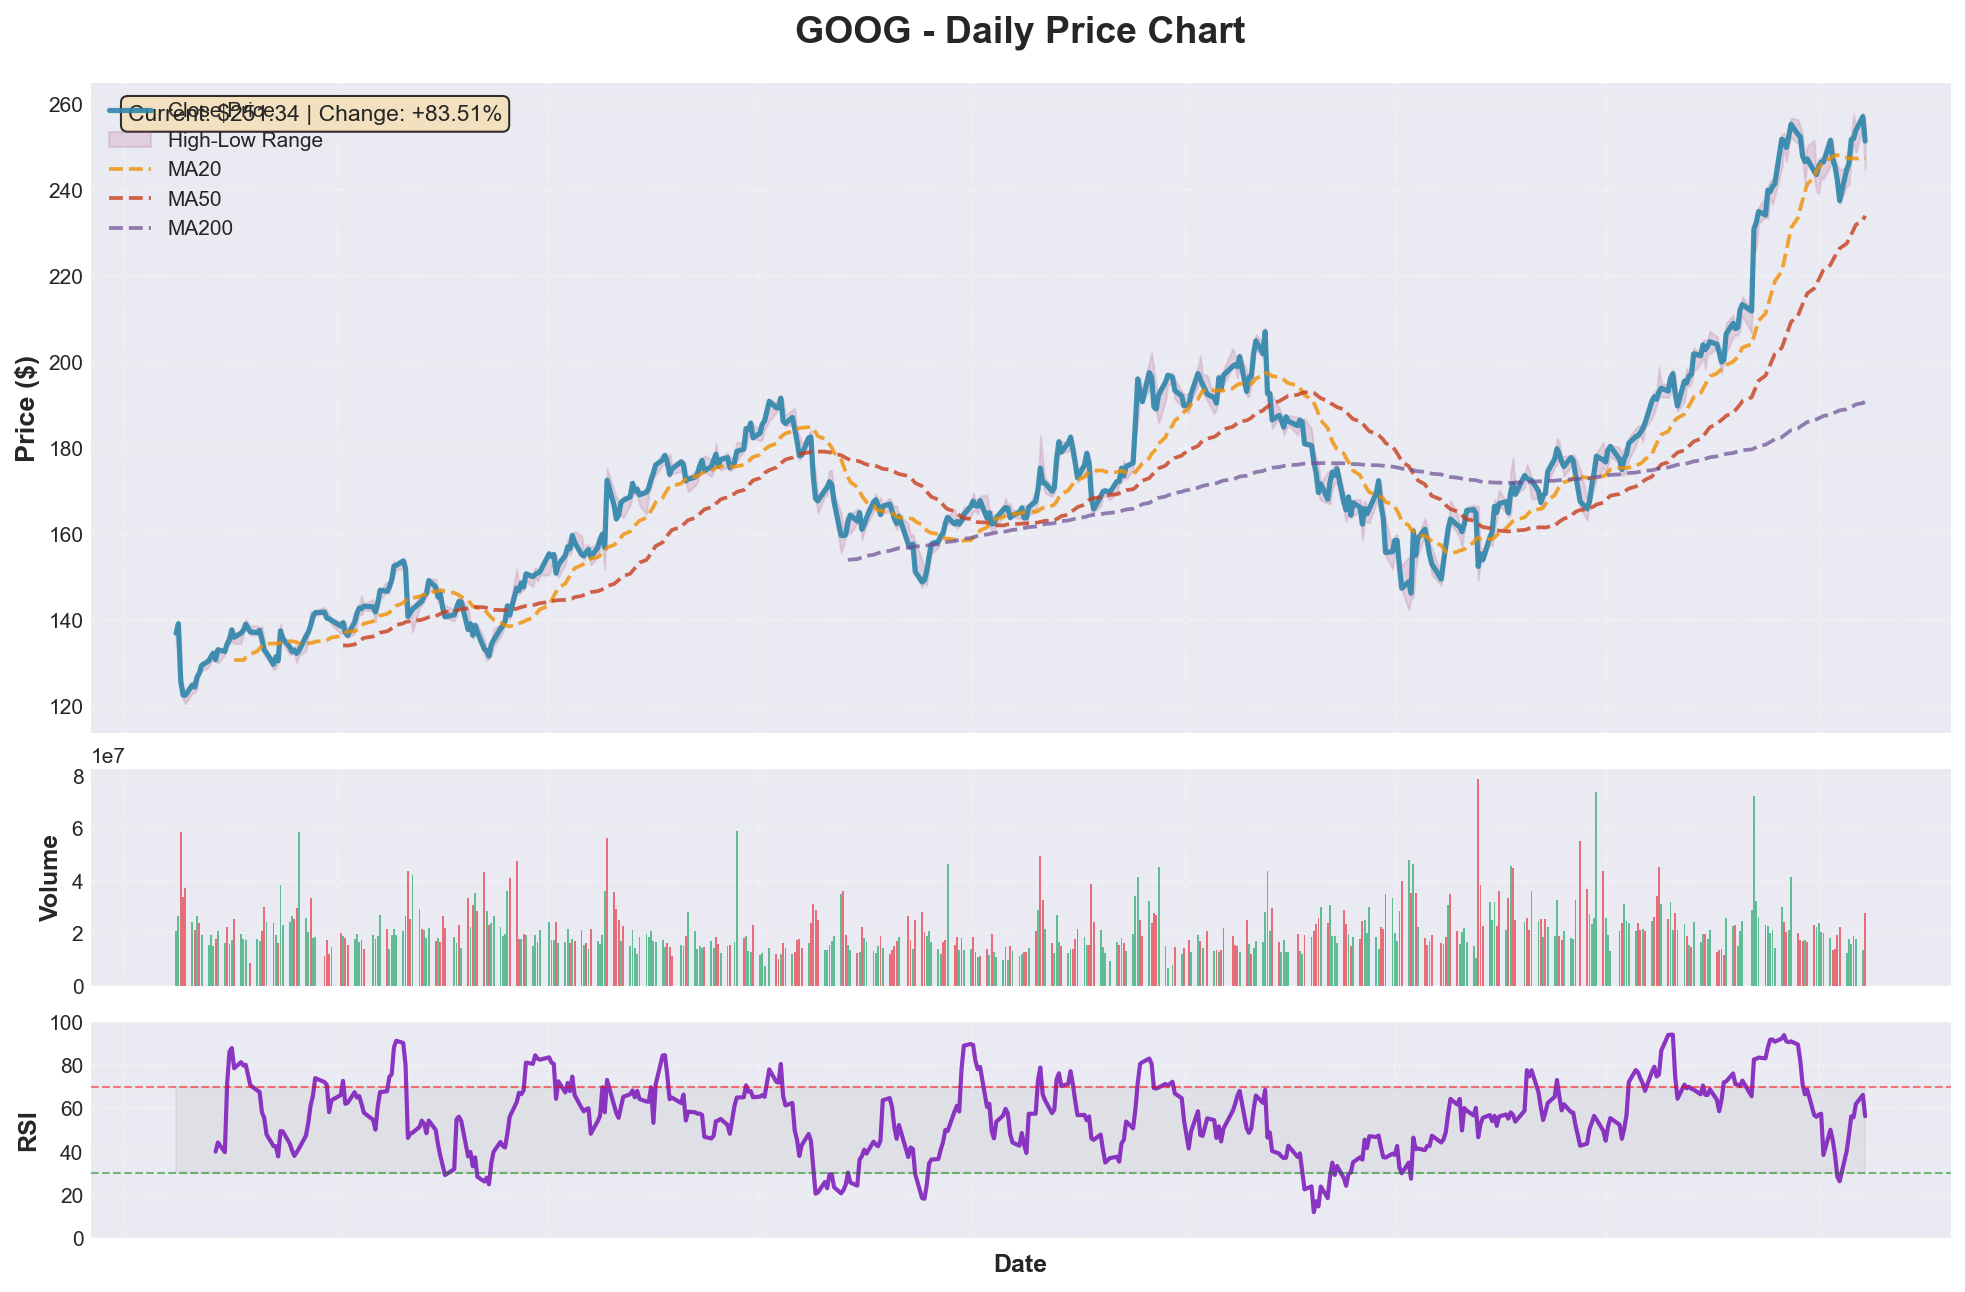 GOOG - Daily Price Chart
Current: $251.34 | Change: +83.51%
Close Price
High-Low Range
MA20
MA50
MA200
Price ($)
260
240
220
200
180
160
140
120
1e7
Volume
8
6
4
2
0
RSI
100
80
60
40
20
0
Date